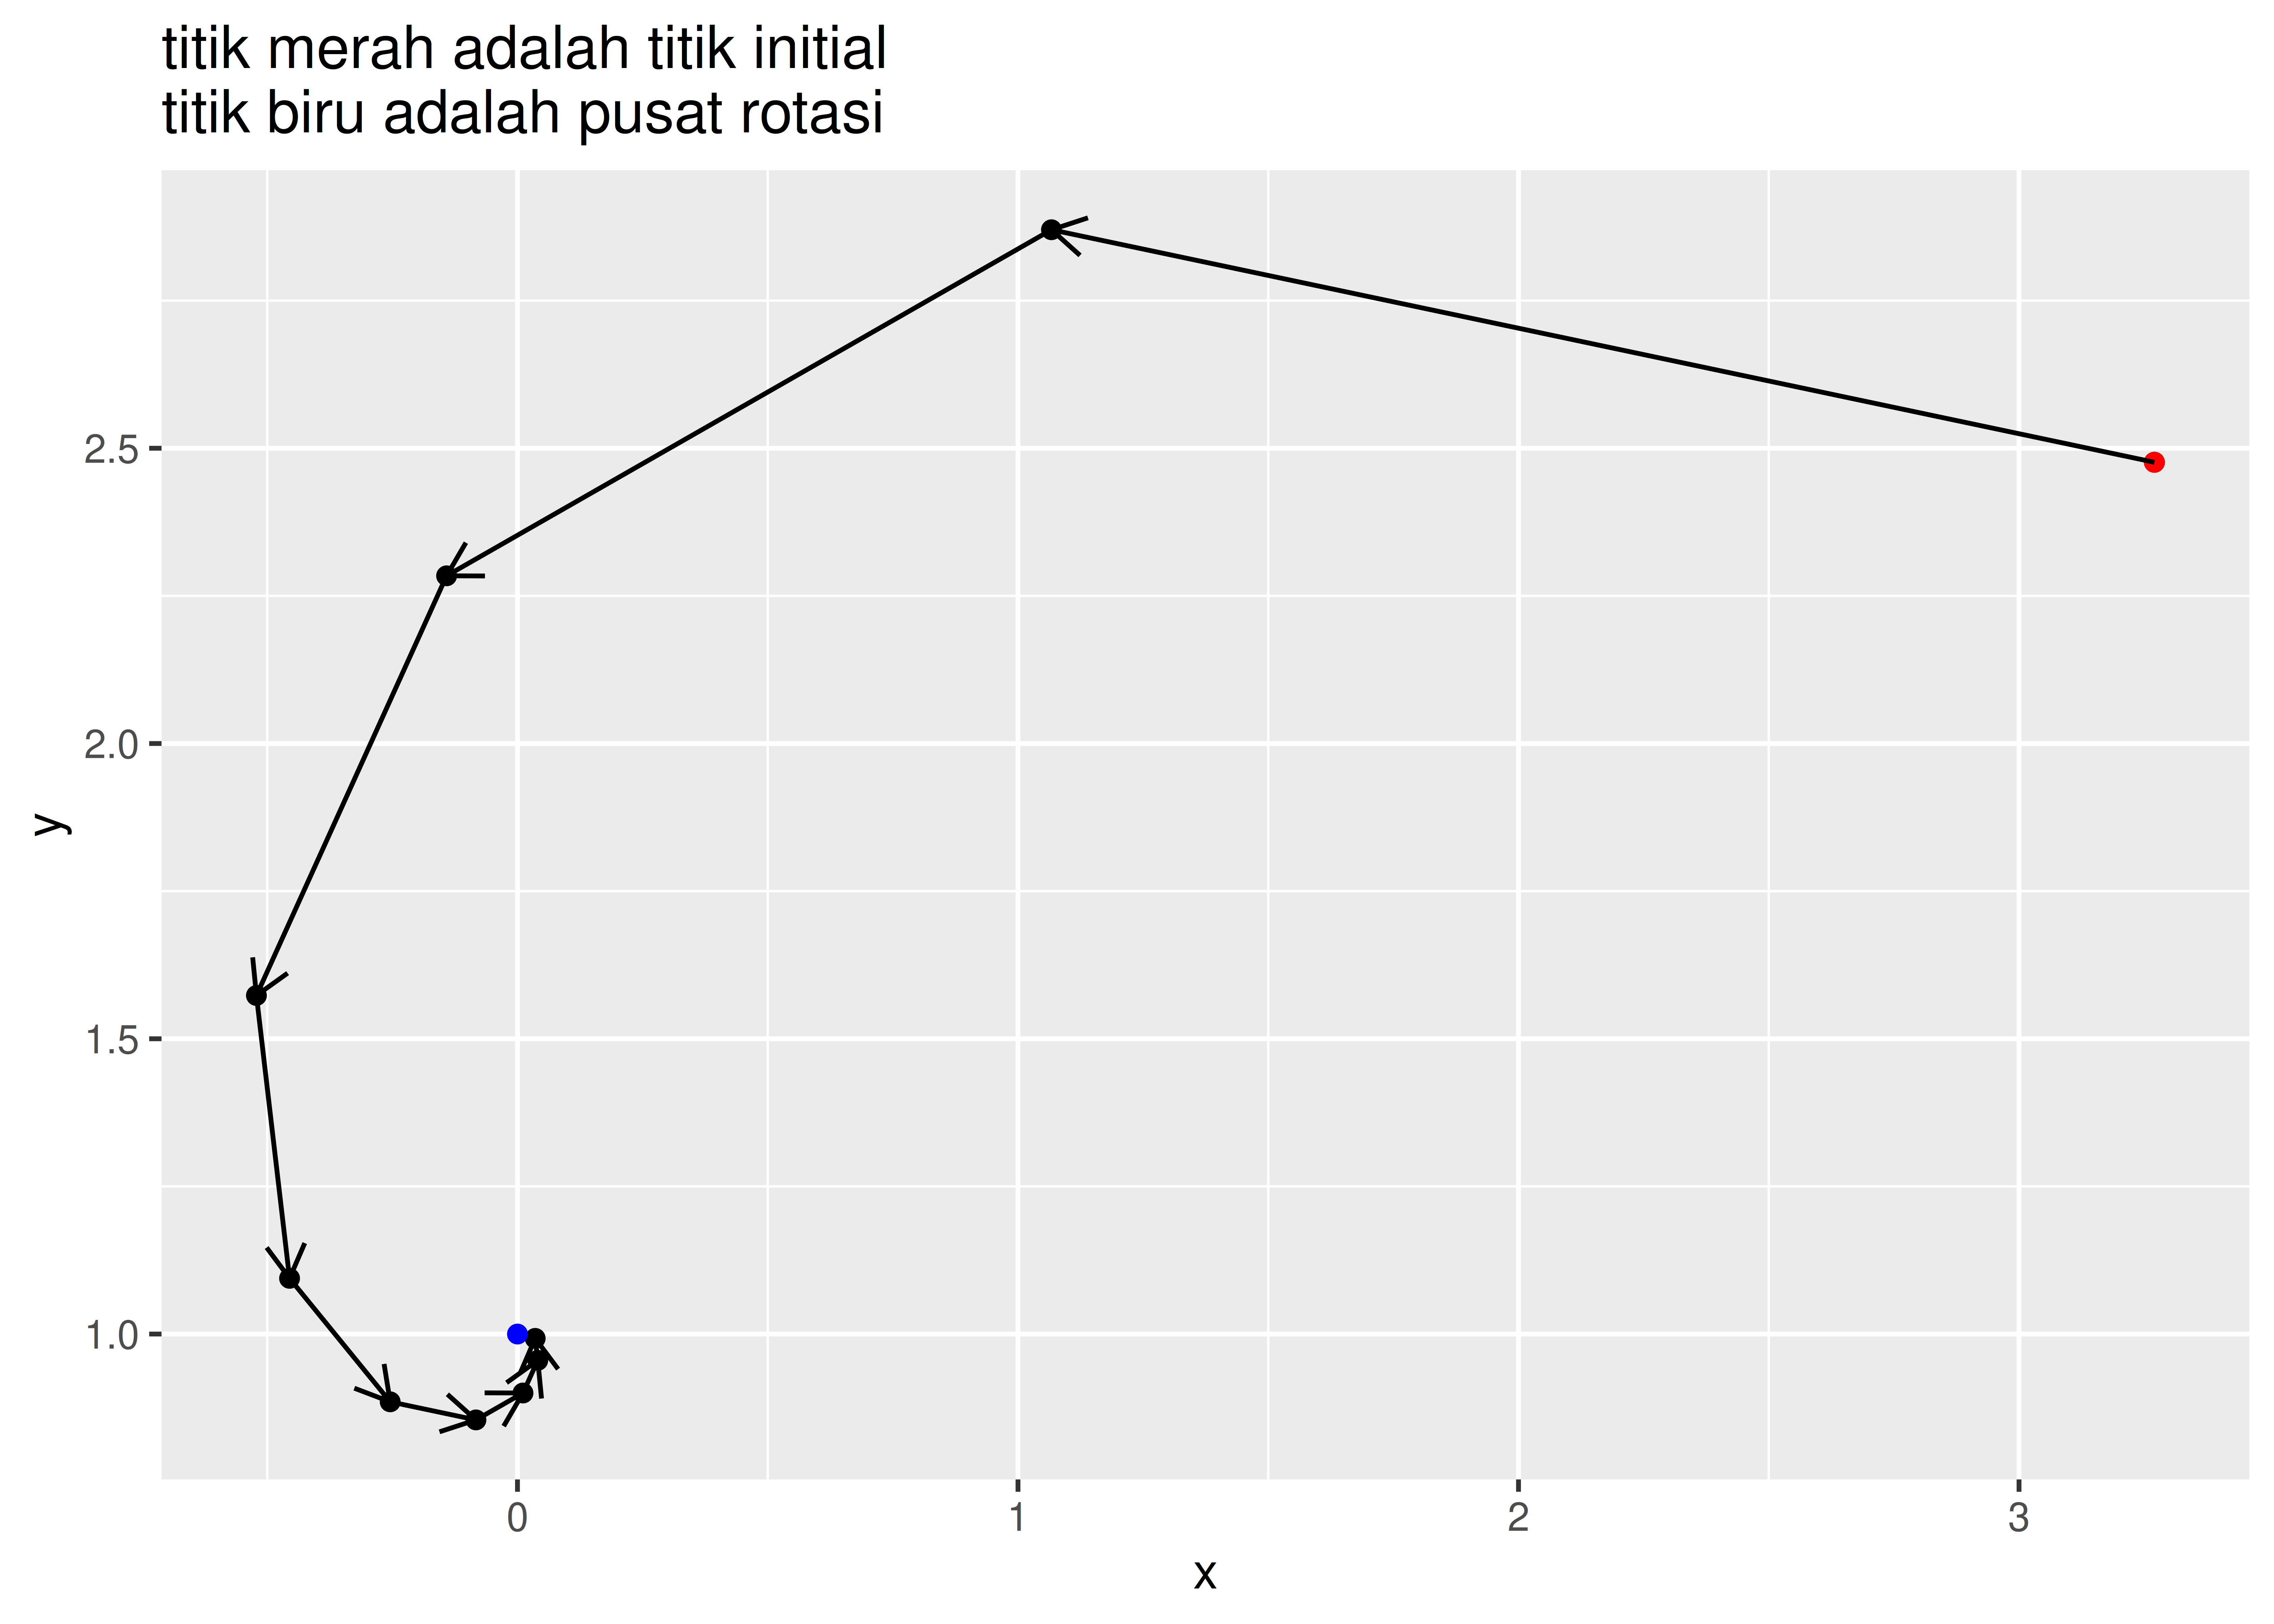 titik merah adalah titik initial
titik biru adalah pusat rotasi
2.5
2.0
1.5
1.0
y
0 1 2 3
x